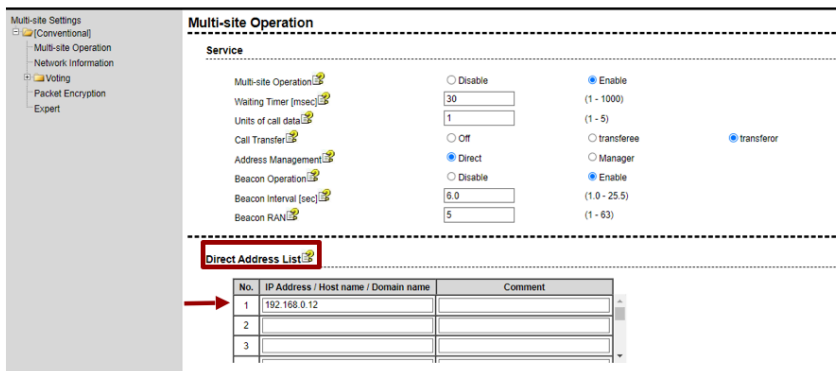 Multi-site Settings
[Conventional]
Multi-site Operation
Network Information
Voting
Packet Encryption
Expert
Multi-site Operation
Service
Multi-site Operation Disable Enable
Waiting Timer [msec] 30 (1 - 1000)
Units of call data 1 (1 - 5)
Call Transfer Off transferee transferor
Address Management Direct Manager
Beacon Operation Disable Enable
Beacon Interval [sec] 6.0 (1.0 - 25.5)
Beacon RAN 5 (1 - 63)
Direct Address List
No. IP Address / Host name / Domain name Comment
1 192.168.0.12
2
3